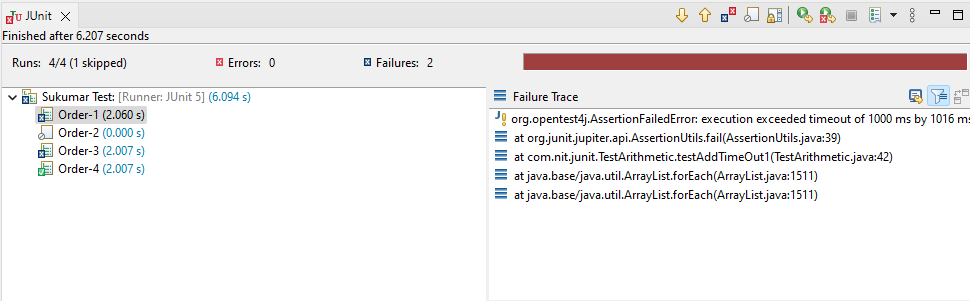 JUnit
Finished after 6.207 seconds
Runs: 4/4 (1 skipped) Errors: 0 Failures: 2
Sukumar Test: [Runner: JUnit 5] (6.094 s)
Order-1 (2.060 s)
Order-2 (0.000 s)
Order-3 (2.007 s)
Order-4 (2.007 s)
Failure Trace
org.opentest4j.AssertionFailedError: execution exceeded timeout of 1000 ms by 1016 ms
at org.junit.jupiter.api.AssertionUtils.fail(AssertionUtils.java:39)
at com.nit.junit.TestArithmetic.testAddTimeOut1(TestArithmetic.java:42)
at java.base/java.util.ArrayList.forEach(ArrayList.java:1511)
at java.base/java.util.ArrayList.forEach(ArrayList.java:1511)